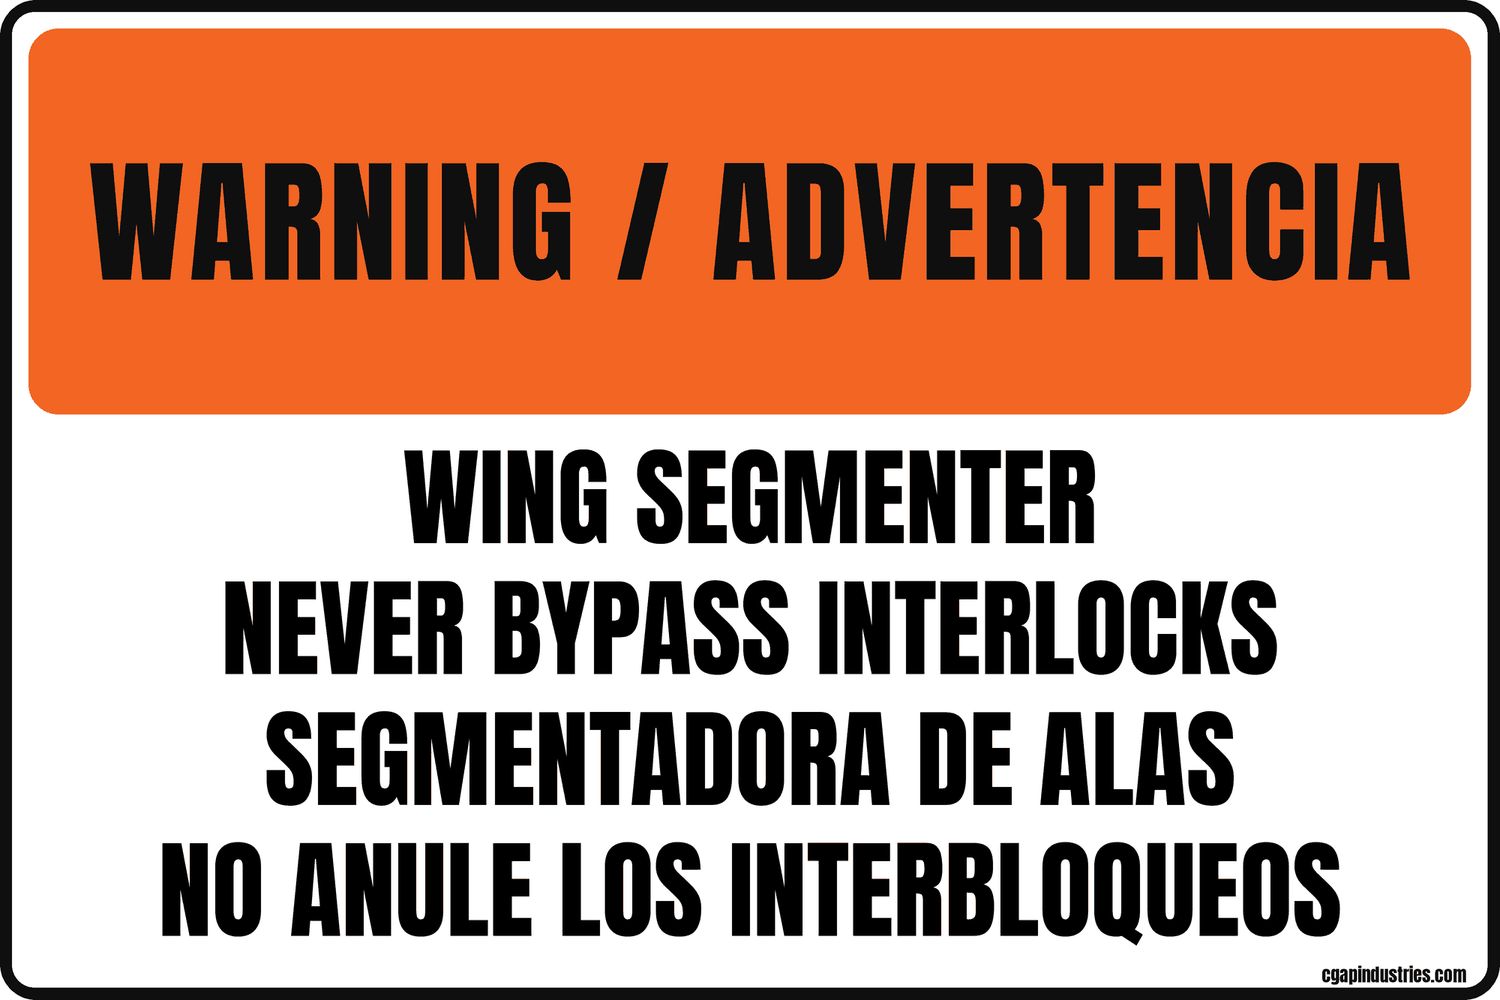 WARNING / ADVERTENCIA
WING SEGMENTER
NEVER BYPASS INTERLOCKS
SEGMENTADORA DE ALAS
NO ANULE LOS INTERBLOQUEOS
cgapindustries.com